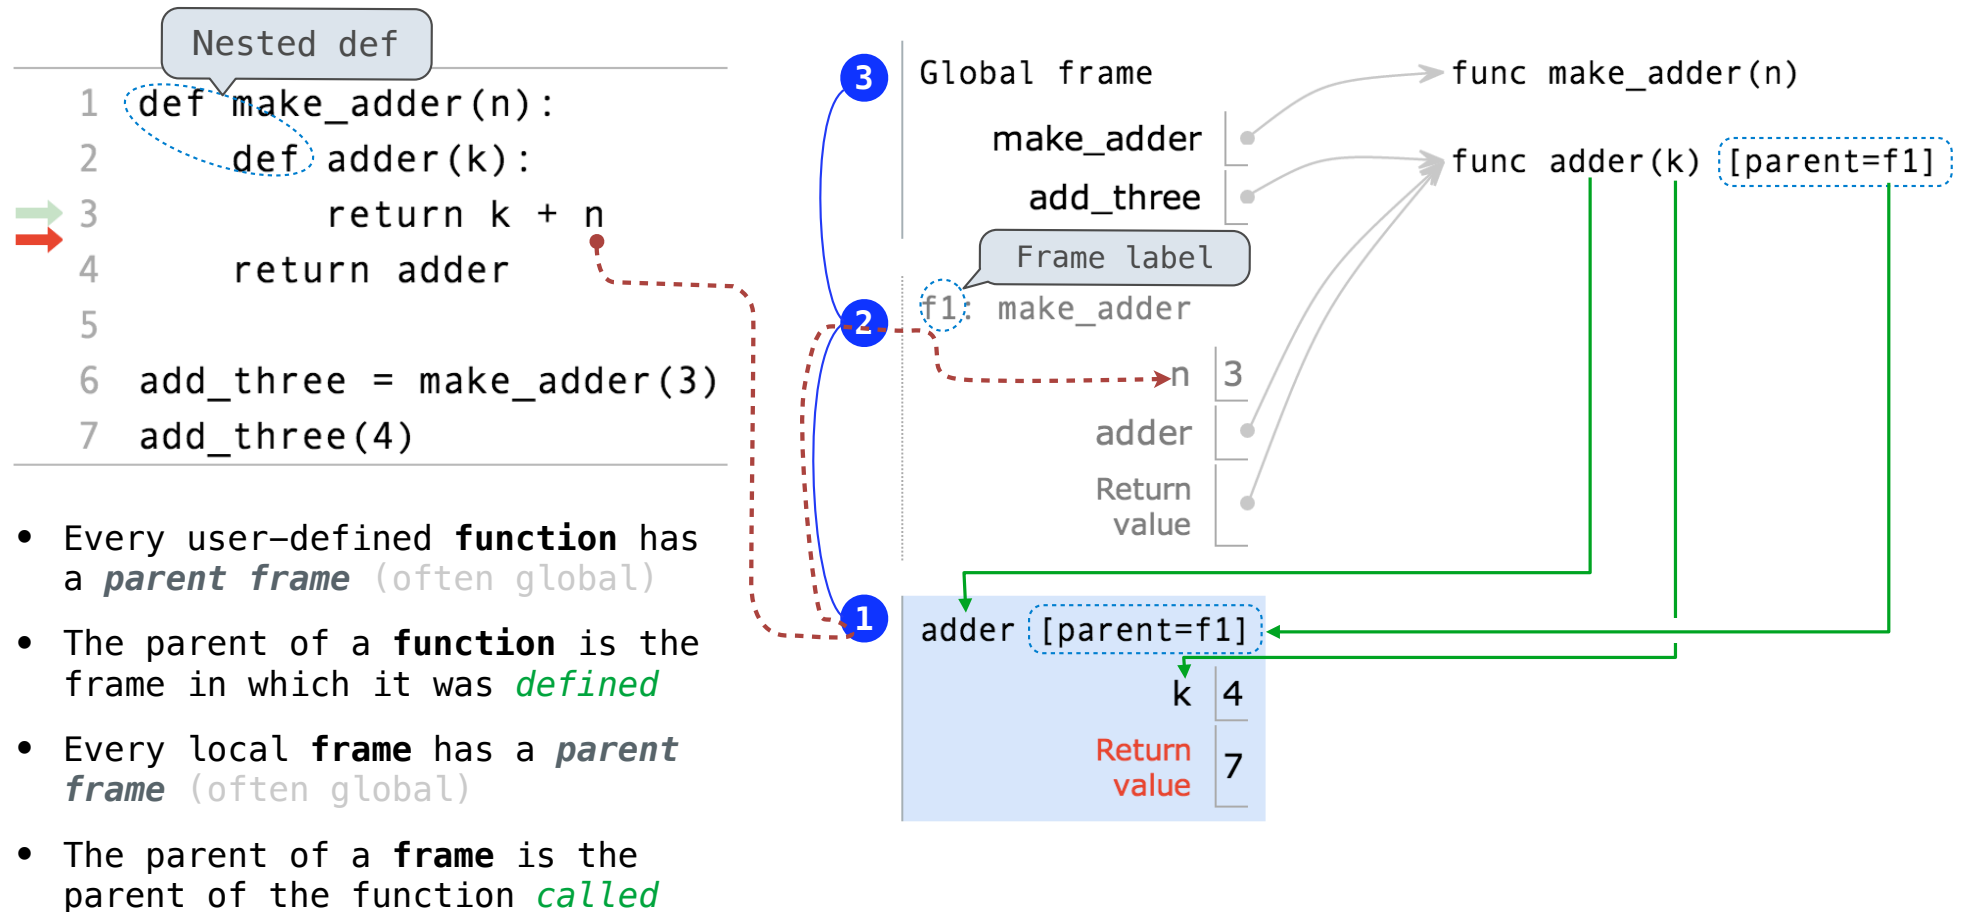 Nested def
1 def make_adder(n):
2 def adder(k):
3 return k + n
4 return adder
5
6 add_three = make_adder(3)
7 add_three(4)
• Every user–defined function has
a parent frame (often global)
• The parent of a function is the
frame in which it was defined
• Every local frame has a parent
frame (often global)
• The parent of a frame is the
parent of the function called
3
Global frame
make_adder
add_three
func make_adder(n)
func adder(k) [parent=f1]
Frame label
2
f1: make_adder
n 3
adder
Return
value
1
adder [parent=f1]
k 4
Return
value 7